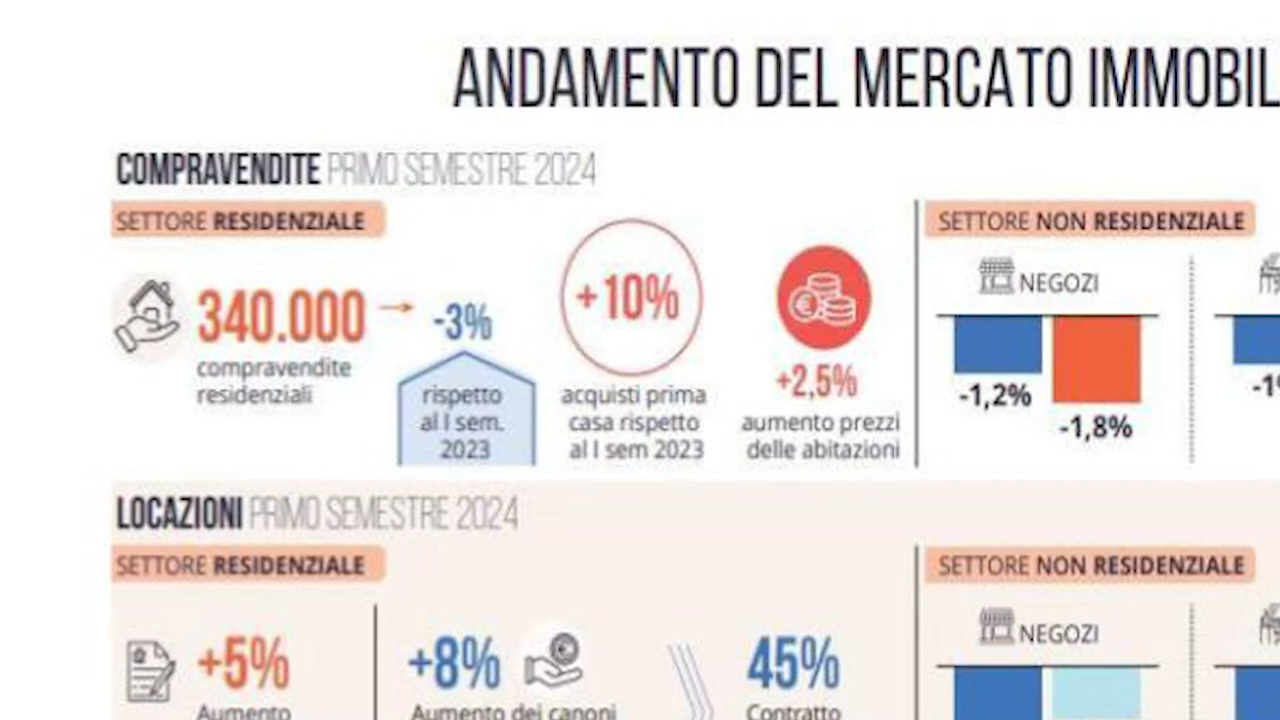 ANDAMENTO DEL MERCATO IMMOBIL
COMPRAVENDITE PRIMO SEMESTRE 2024
SETTORE RESIDENZIALE
340.000
compravendite
residenziali
-3%
rispetto
al I sem.
2023
+10%
acquisti prima
casa rispetto
al I sem 2023
+2,5%
aumento prezzi
delle abitazioni
SETTORE NON RESIDENZIALE
NEGOZI
-1,2%
-1,8%
LOCAZIONI PRIMO SEMESTRE 2024
SETTORE RESIDENZIALE
+5%
Aumento
+8%
Aumento dei canoni
45%
Contratto
SETTORE NON RESIDENZIALE
NEGOZI